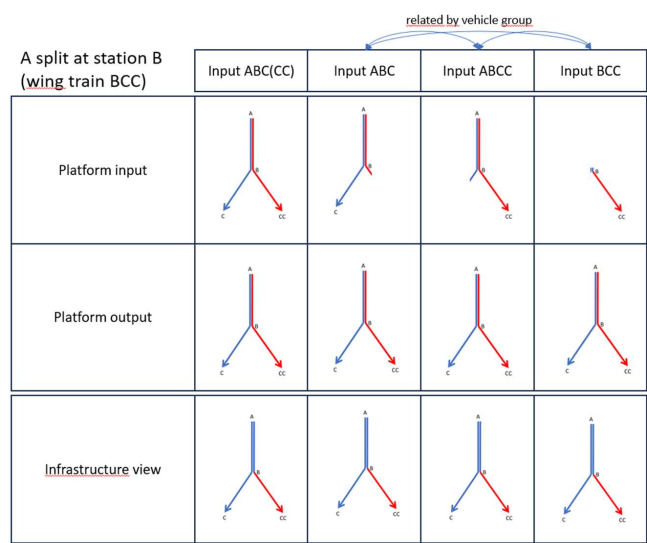 related by vehicle group
A split at station B
(wing train BCC)
Input ABC(CC)
Input ABC
Input ABCC
Input BCC
Platform input
A
B
C
CC
A
B
C
A
B
CC
B
CC
Platform output
A
B
C
CC
A
B
C
CC
A
B
C
CC
A
B
C
CC
Infrastructure view
A
B
C
CC
A
B
C
CC
A
B
C
CC
A
B
C
CC